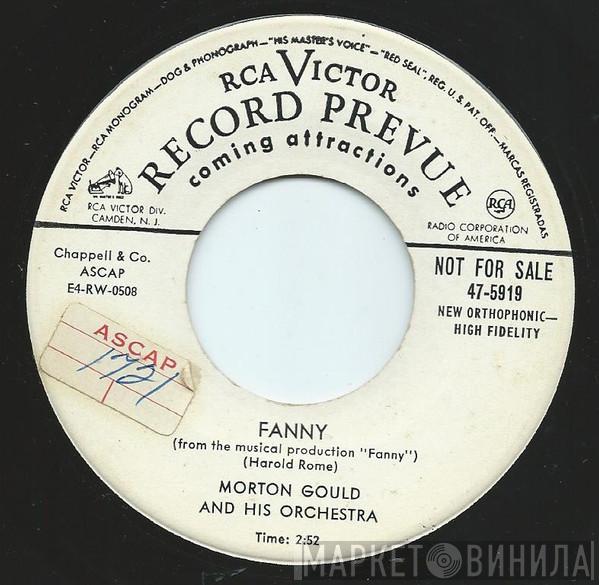 RCA VICTOR—RCA MONOGRAM—DOG & PHONOGRAPH—"HIS MASTER'S VOICE"—"RED SEAL", REG. U.S. PAT. OFF.—MARCAS REGISTRADAS
RCA VICTOR
RECORD PREVUE
coming attractions
RCA VICTOR DIV.
CAMDEN, N. J.
RCA
RADIO CORPORATION
OF AMERICA
Chappell & Co.
ASCAP
E4-RW-0508
NOT FOR SALE
47-5919
NEW ORTHOPHONIC—
HIGH FIDELITY
ASCAP
1721
FANNY
(from the musical production "Fanny")
(Harold Rome)
MORTON GOULD
AND HIS ORCHESTRA
Time: 2:52
МАРКЕТ ВИНИЛА